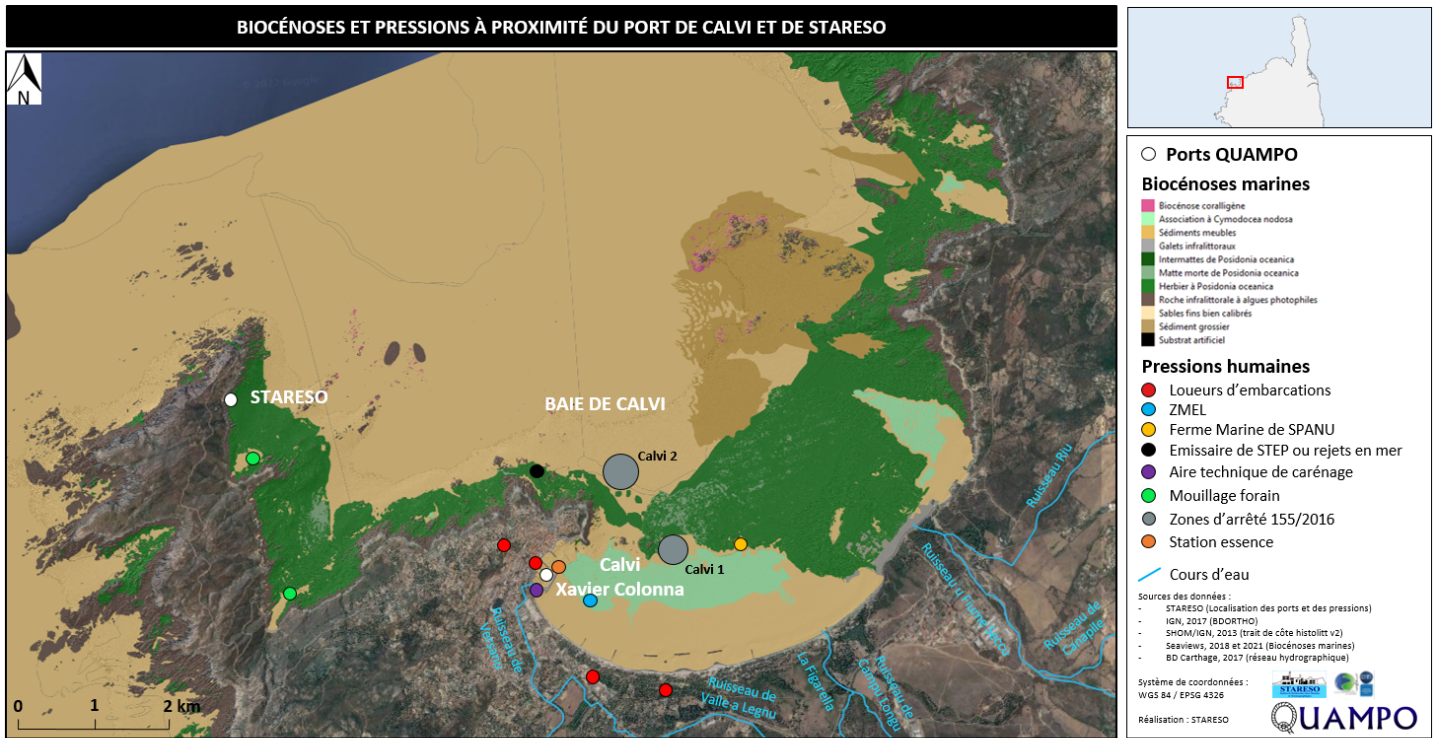 BIOCÉNOSES ET PRESSIONS À PROXIMITÉ DU PORT DE CALVI ET DE STARESO
N
STARESO
BAIE DE CALVI
Calvi 2
Calvi 1
Calvi
Xavier Colonna
Ruisseau Riu
Ruisseau u Fiume Seccu
Ruisseau de
Canapile
Ruisseau de
Campu Longu
La Figarella
Ruisseau de
Valle a Legnu
Ruisseau de
0 1 2 km
Ports QUAMPO
Biocénoses marines
Biocénose coralligène
Association à Cymodocea nodosa
Sédiments meubles
Galets infralittoraux
Intermattes de Posidonia oceanica
Matte morte de Posidonia oceanica
Herbier à Posidonia oceanica
Roche infralittorale à algues photophiles
Sables fins bien calibrés
Sédiment grossier
Substrat artificiel
Pressions humaines
Loueurs d'embarcations
ZMEL
Ferme Marine de SPANU
Emissaire de STEP ou rejets en mer
Aire technique de carénage
Mouillage forain
Zones d'arrêté 155/2016
Station essence
Cours d'eau
Sources des données :
- STARESO (Localisation des ports et des pressions)
- IGN, 2017 (BDORTHO)
- SHOM/IGN, 2013 (trait de côte histolitt v2)
- Seaviews, 2018 et 2021 (Biocénoses marines)
- BD Carthage, 2017 (réseau hydrographique)
Système de coordonnées :
WGS 84 / EPSG 4326
Réalisation : STARESO
STARESO
QUAMPO